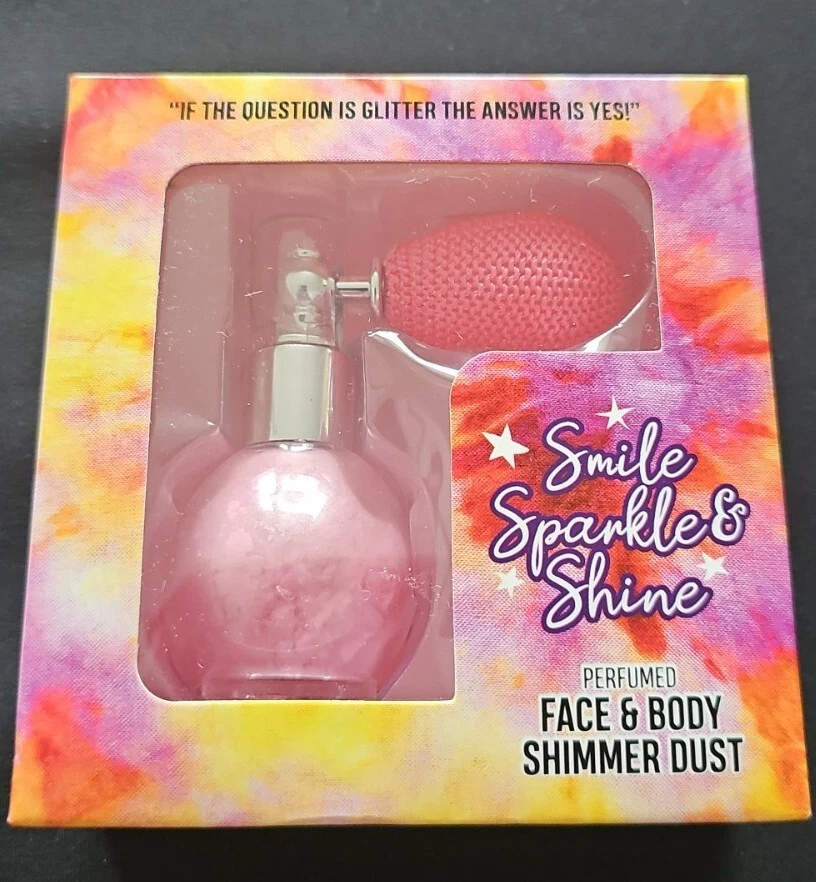 “IF THE QUESTION IS GLITTER THE ANSWER IS YES!”
Smile
Sparkle &
Shine
PERFUMED
FACE & BODY
SHIMMER DUST